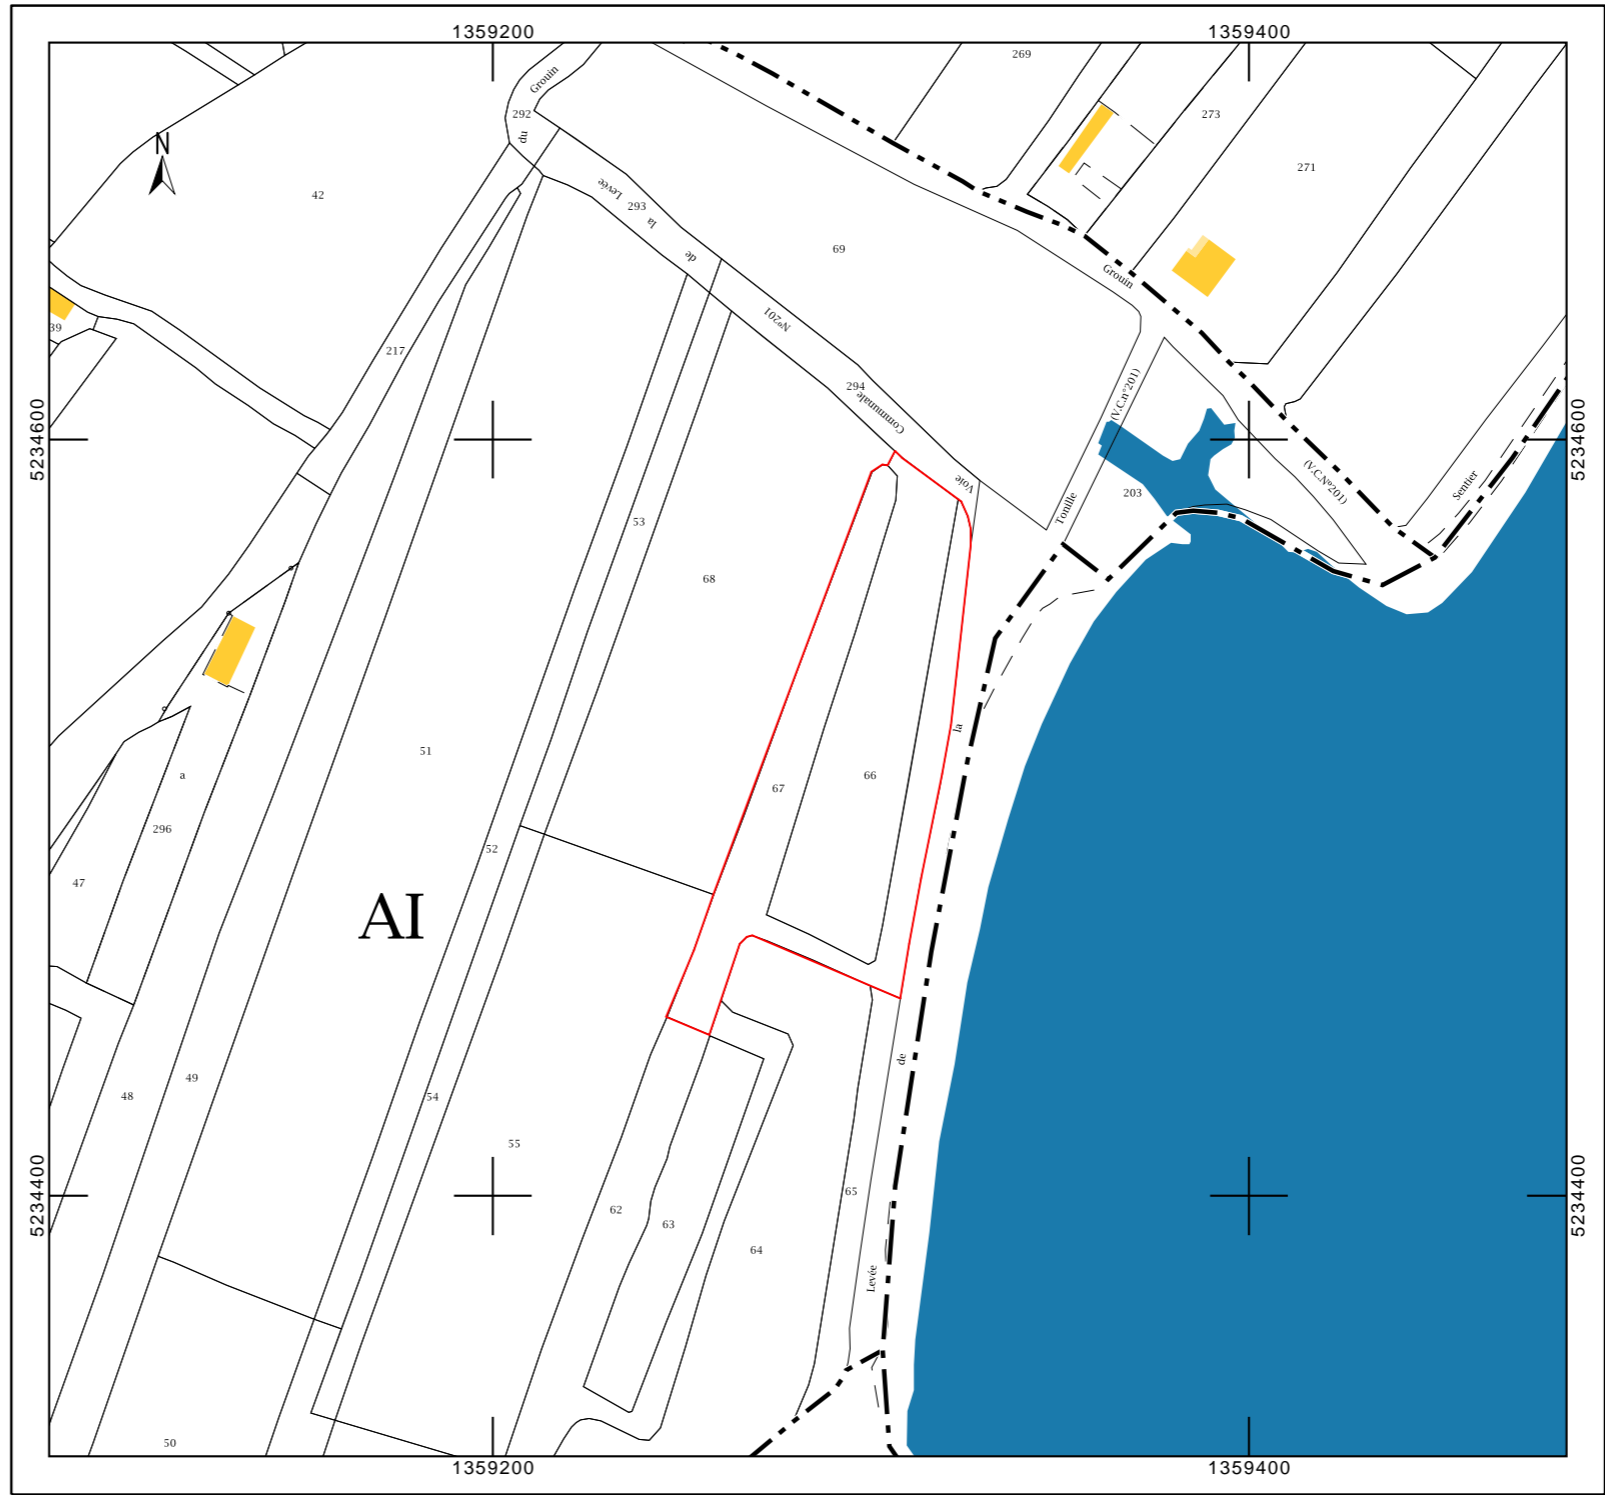 1359200
1359400
269
Grouin
292
273
du
N
271
42
Levée
293
la
69
de
Grouin
N°201
39
217
294
(V.C.n°201)
Communale
5234600
5234600
Voie
(V.C.N°201)
Sentier
203
Tonille
53
68
la
51
a
66
67
296
52
47
AI
de
49
48
54
55
65
62
63
64
5234400
5234400
Levée
50
1359200
1359400